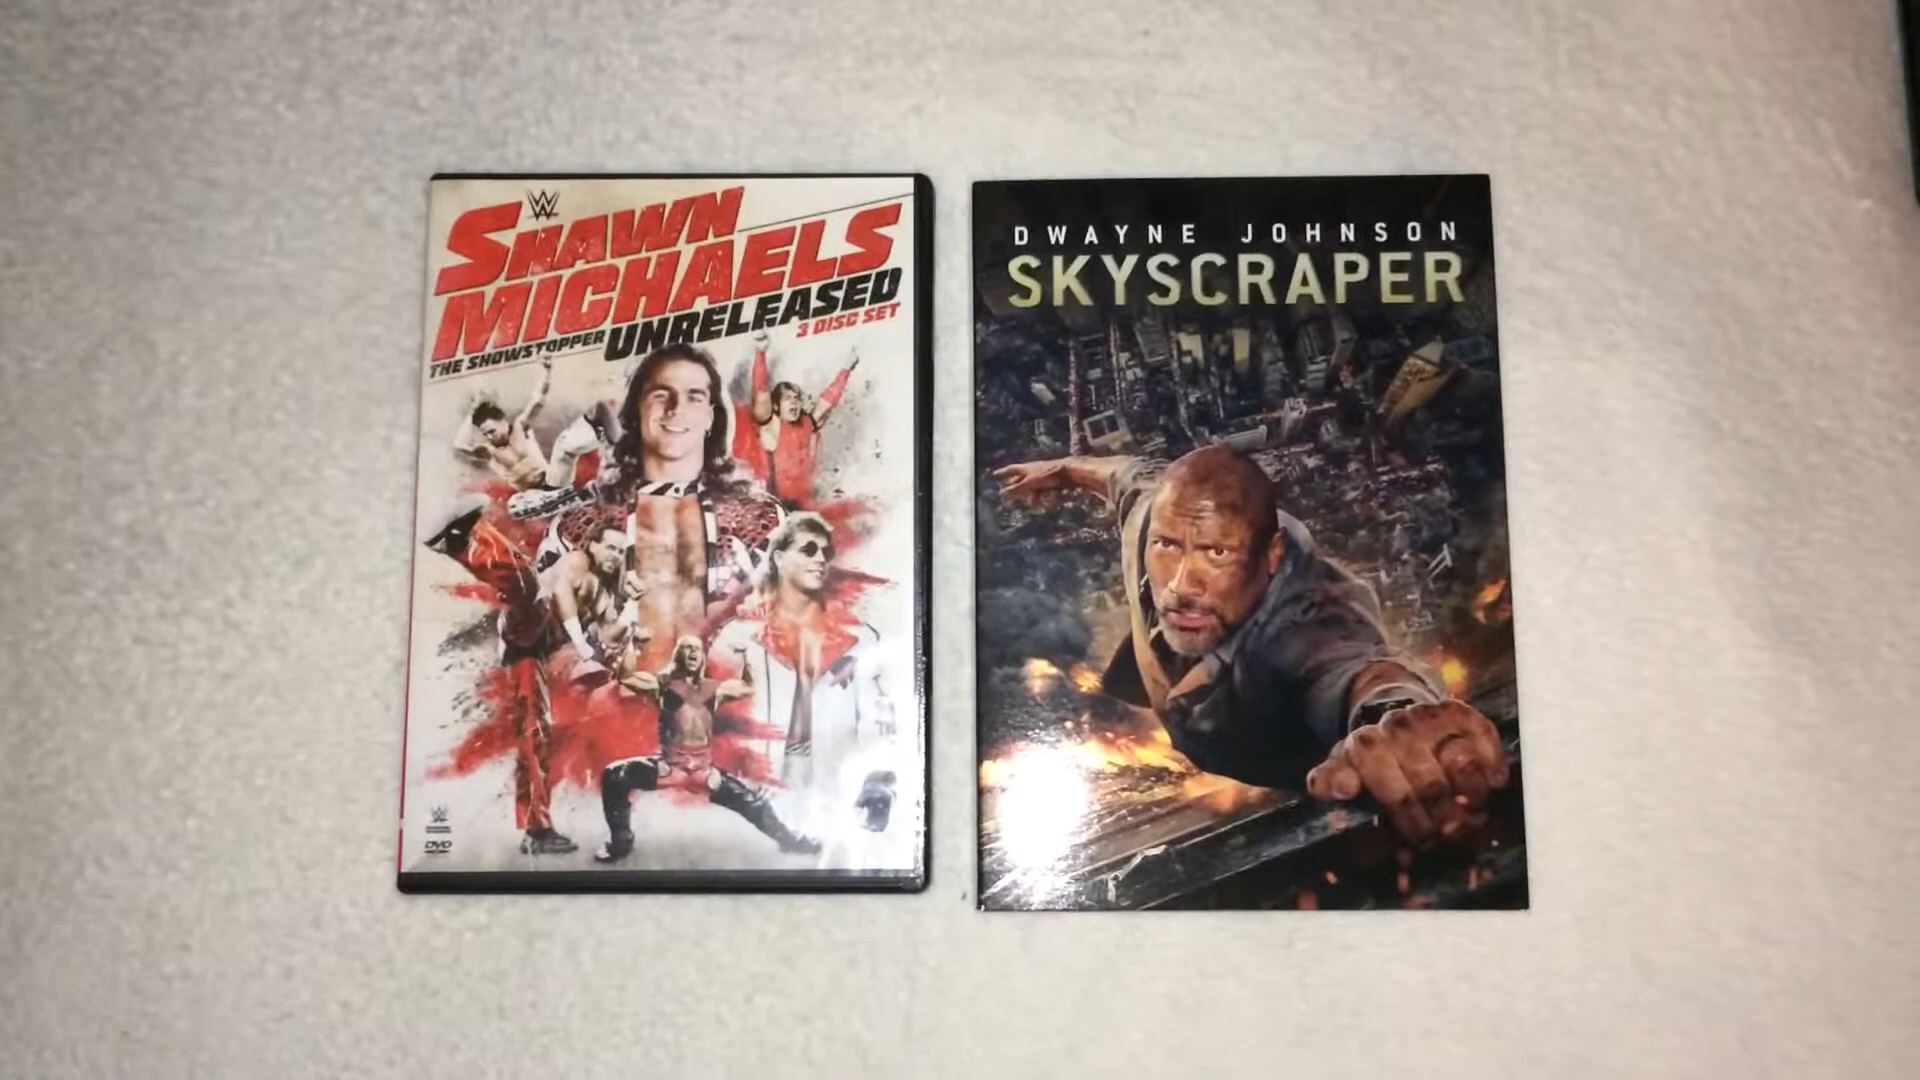 W
SHAWN
MICHAELS
THE SHOWSTOPPER UNRELEASED
3 DISC SET
DVD
DWAYNE JOHNSON
SKYSCRAPER